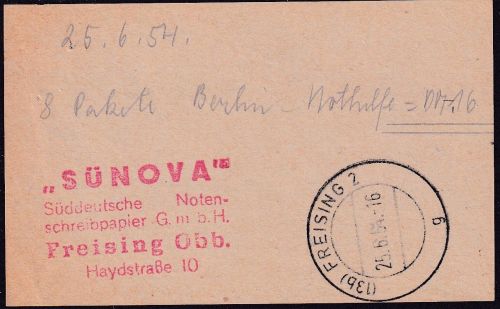 25.6.54.
8 Pakete Berlin - Nothilfe = DM.16
„SÜNOVA"
Süddeutsche Noten-
schreibpapier G.m.b.H.
Freising Obb.
Haydstraße 10
(13b) FREISING 2
25.6.54.-16
g